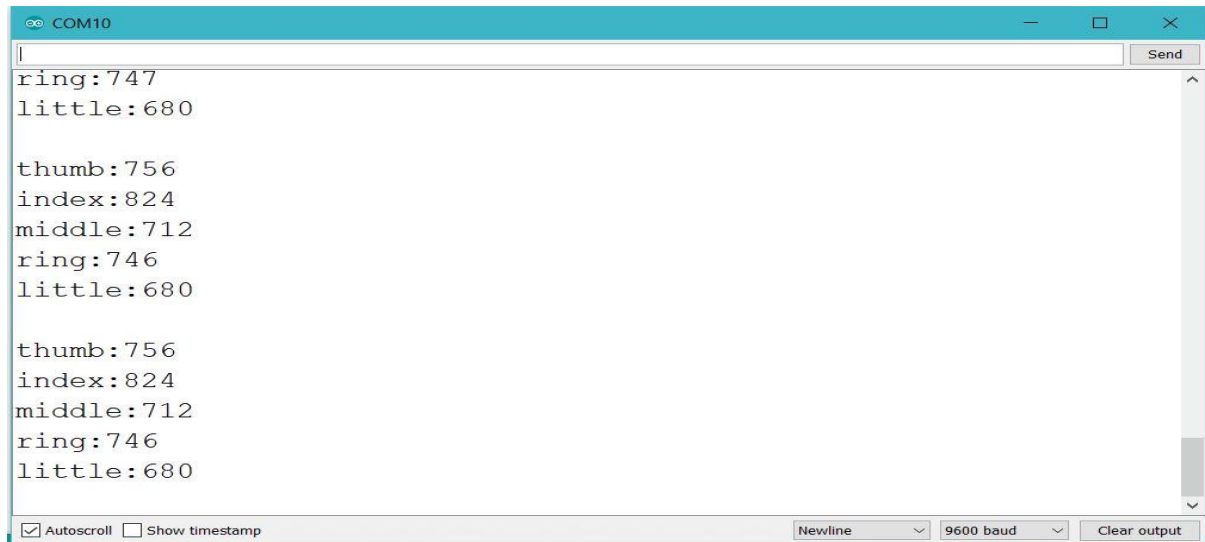 COM10
Send
ring:747
little:680
thumb:756
index:824
middle:712
ring:746
little:680
thumb:756
index:824
middle:712
ring:746
little:680
Autoscroll Show timestamp Newline 9600 baud Clear output